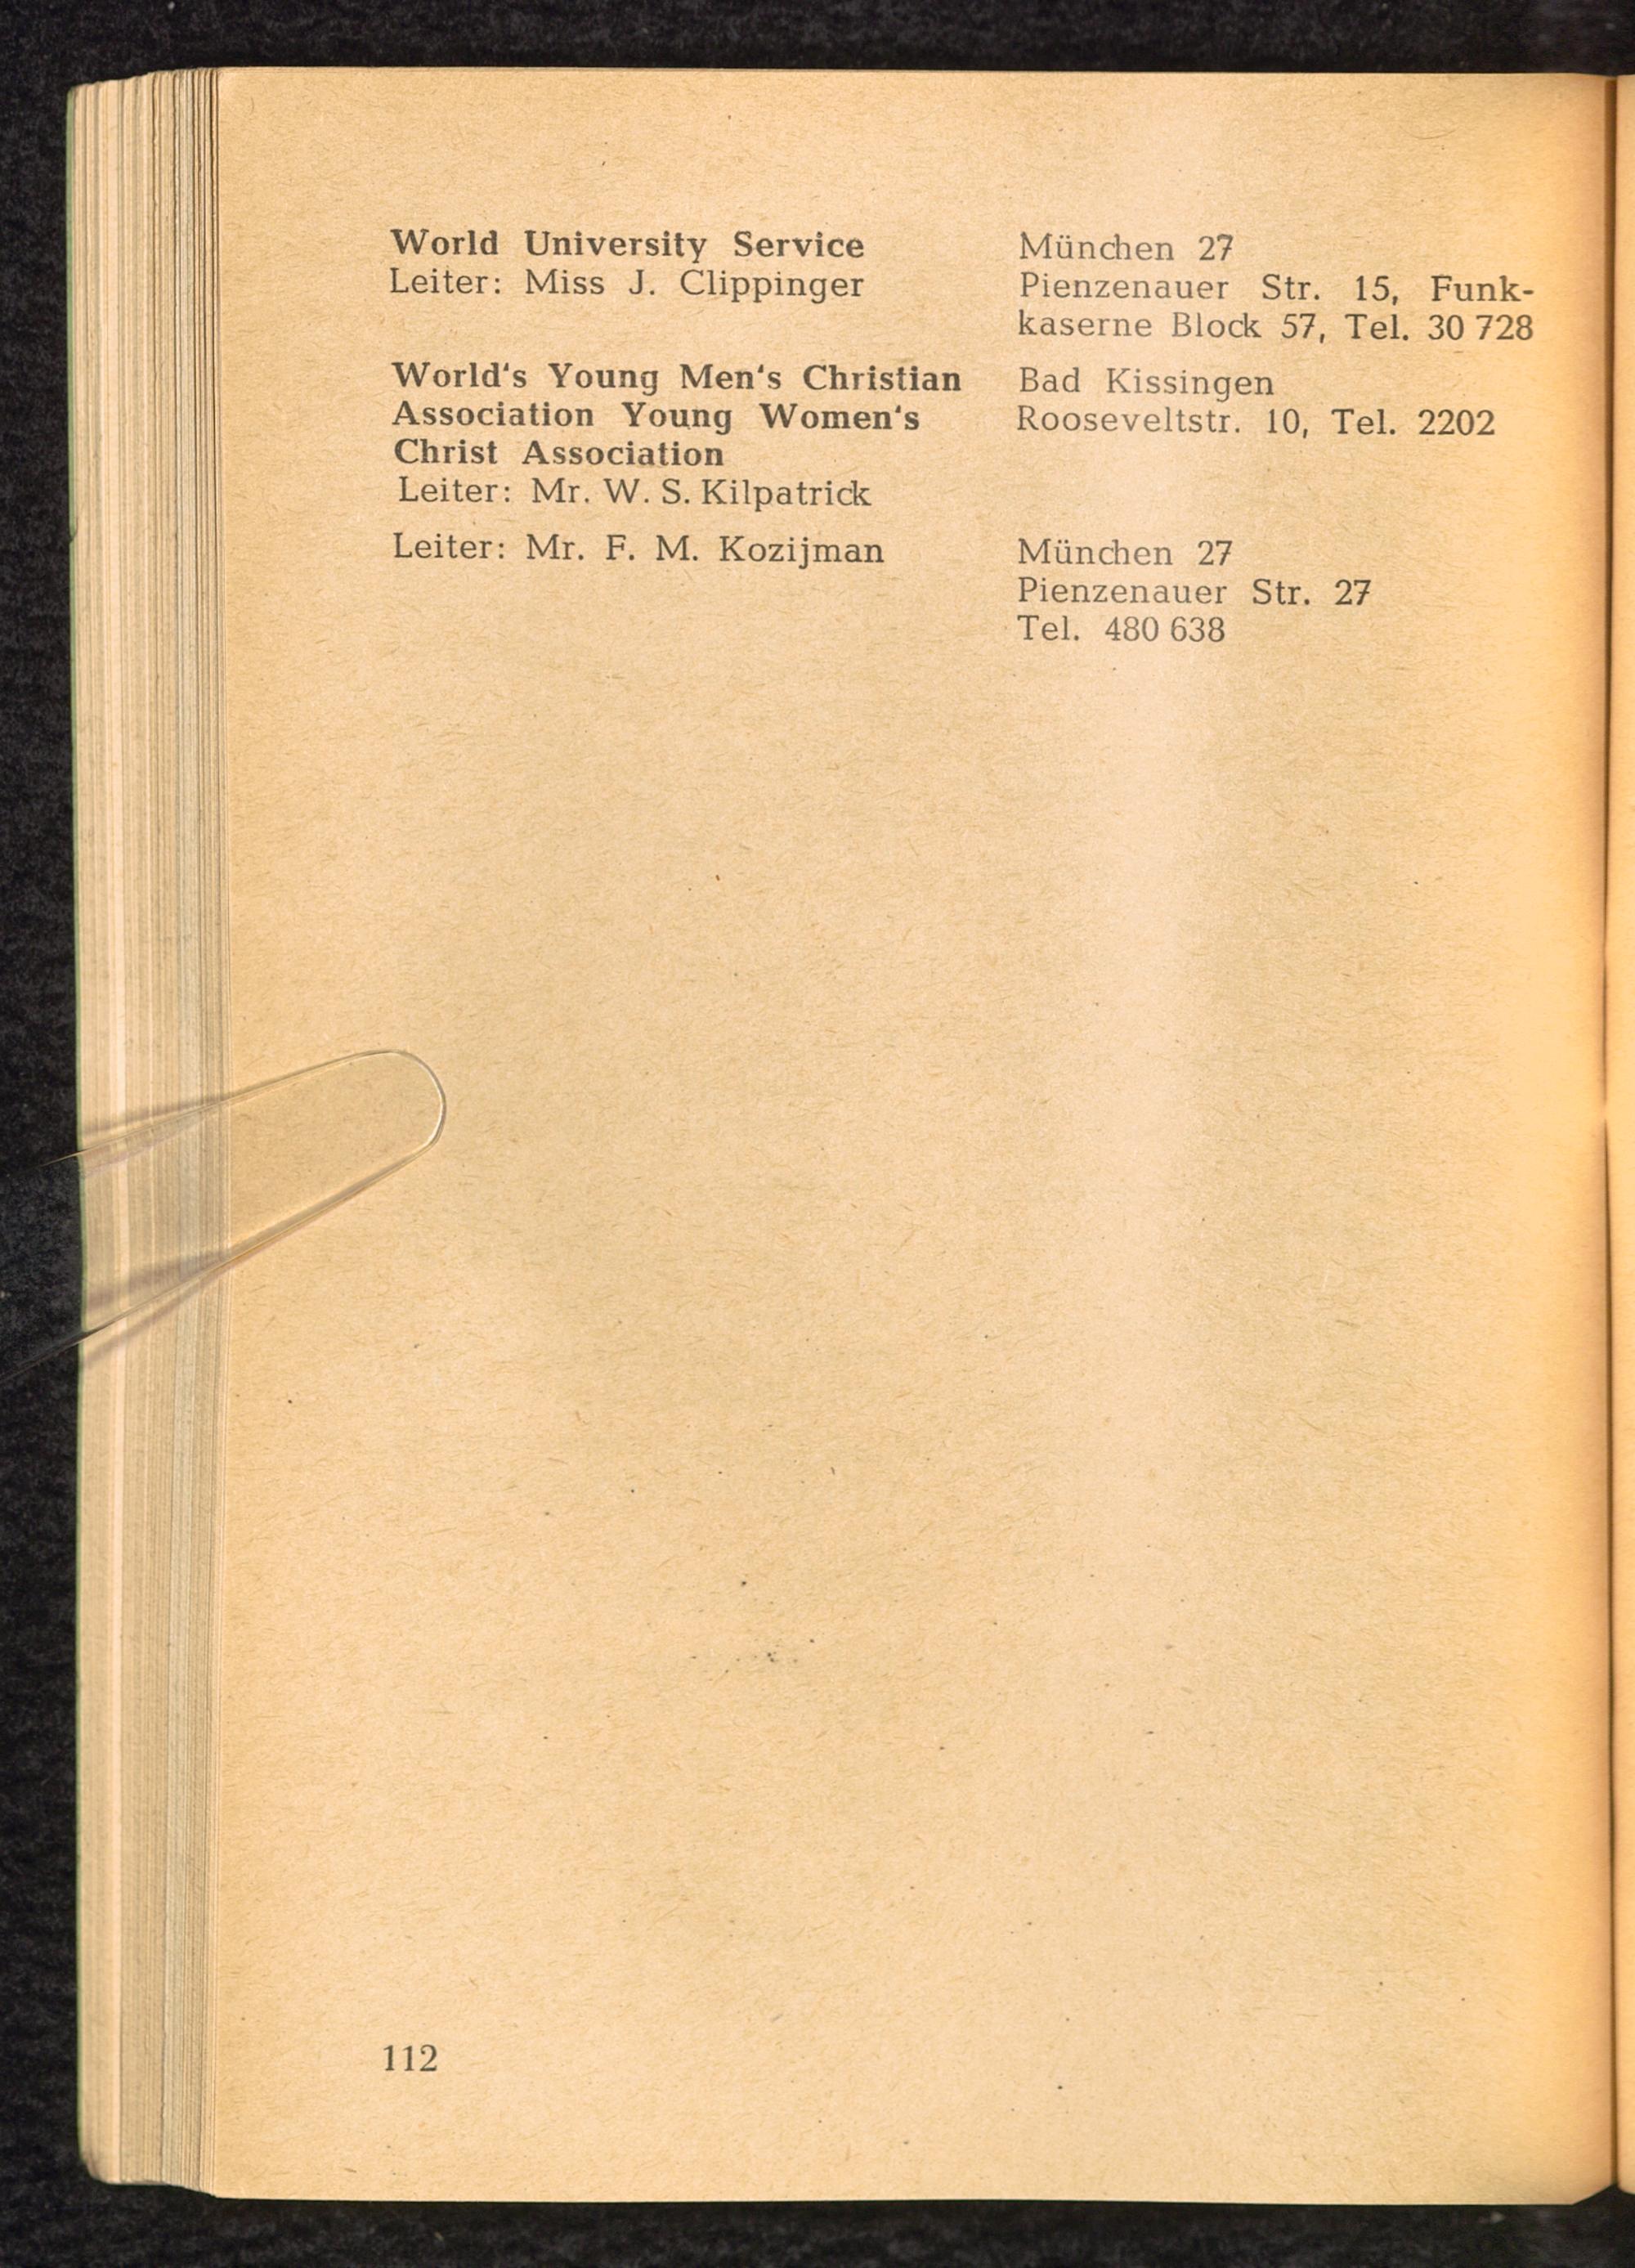 World University Service
Leiter: Miss J. Clippinger
München 27
Pienzenauer Str. 15, Funk-
kaserne Block 57, Tel. 30 728
World‘s Young Men‘s Christian
Association Young Women‘s
Christ Association
Leiter: Mr. W. S. Kilpatrick
Bad Kissingen
Rooseveltstr. 10, Tel. 2202
Leiter: Mr. F. M. Kozijman
München 27
Pienzenauer Str. 27
Tel. 480 638
112